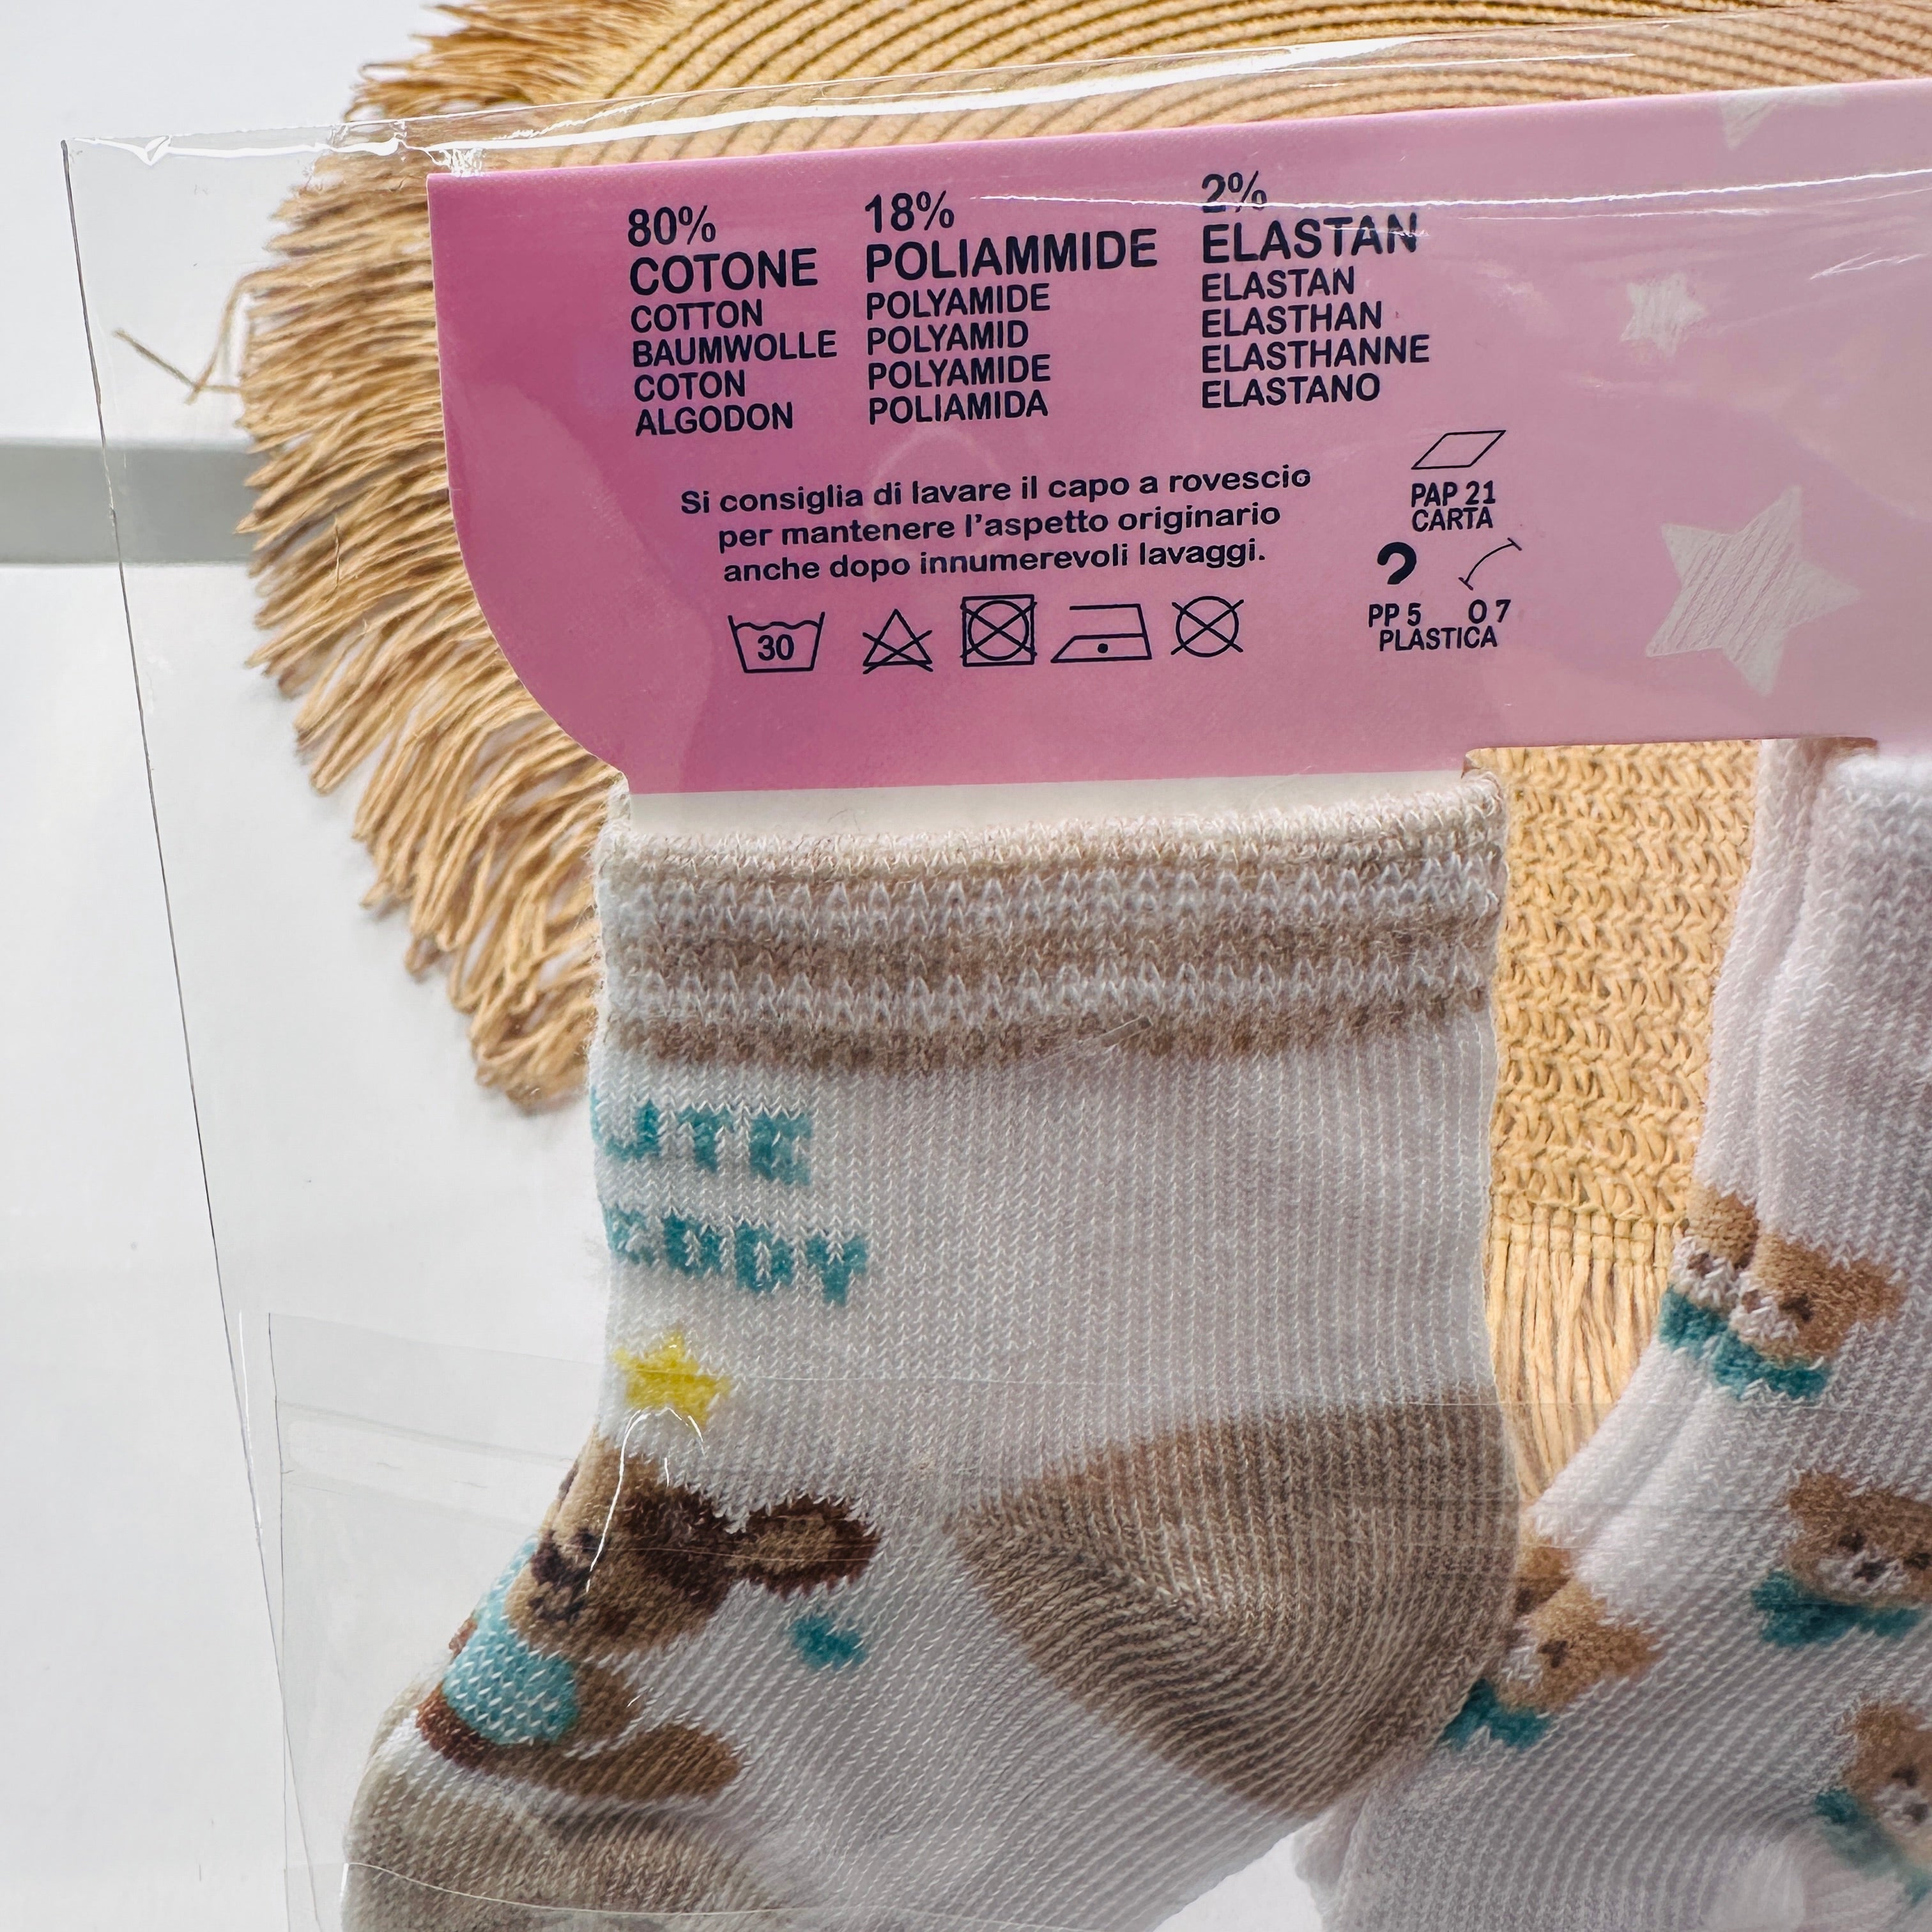 80%
COTONE
COTTON
BAUMWOLLE
COTON
ALGODON
18%
POLIAMMIDE
POLYAMIDE
POLYAMID
POLYAMIDE
POLIAMIDA
2%
ELASTAN
ELASTAN
ELASTHAN
ELASTHANNE
ELASTANO
Si consiglia di lavare il capo a rovescio
per mantenere l'aspetto originario
anche dopo innumerevoli lavaggi.
30
PAP 21
CARTA
PP 5 O 7
PLASTICA
UTE
EDDY